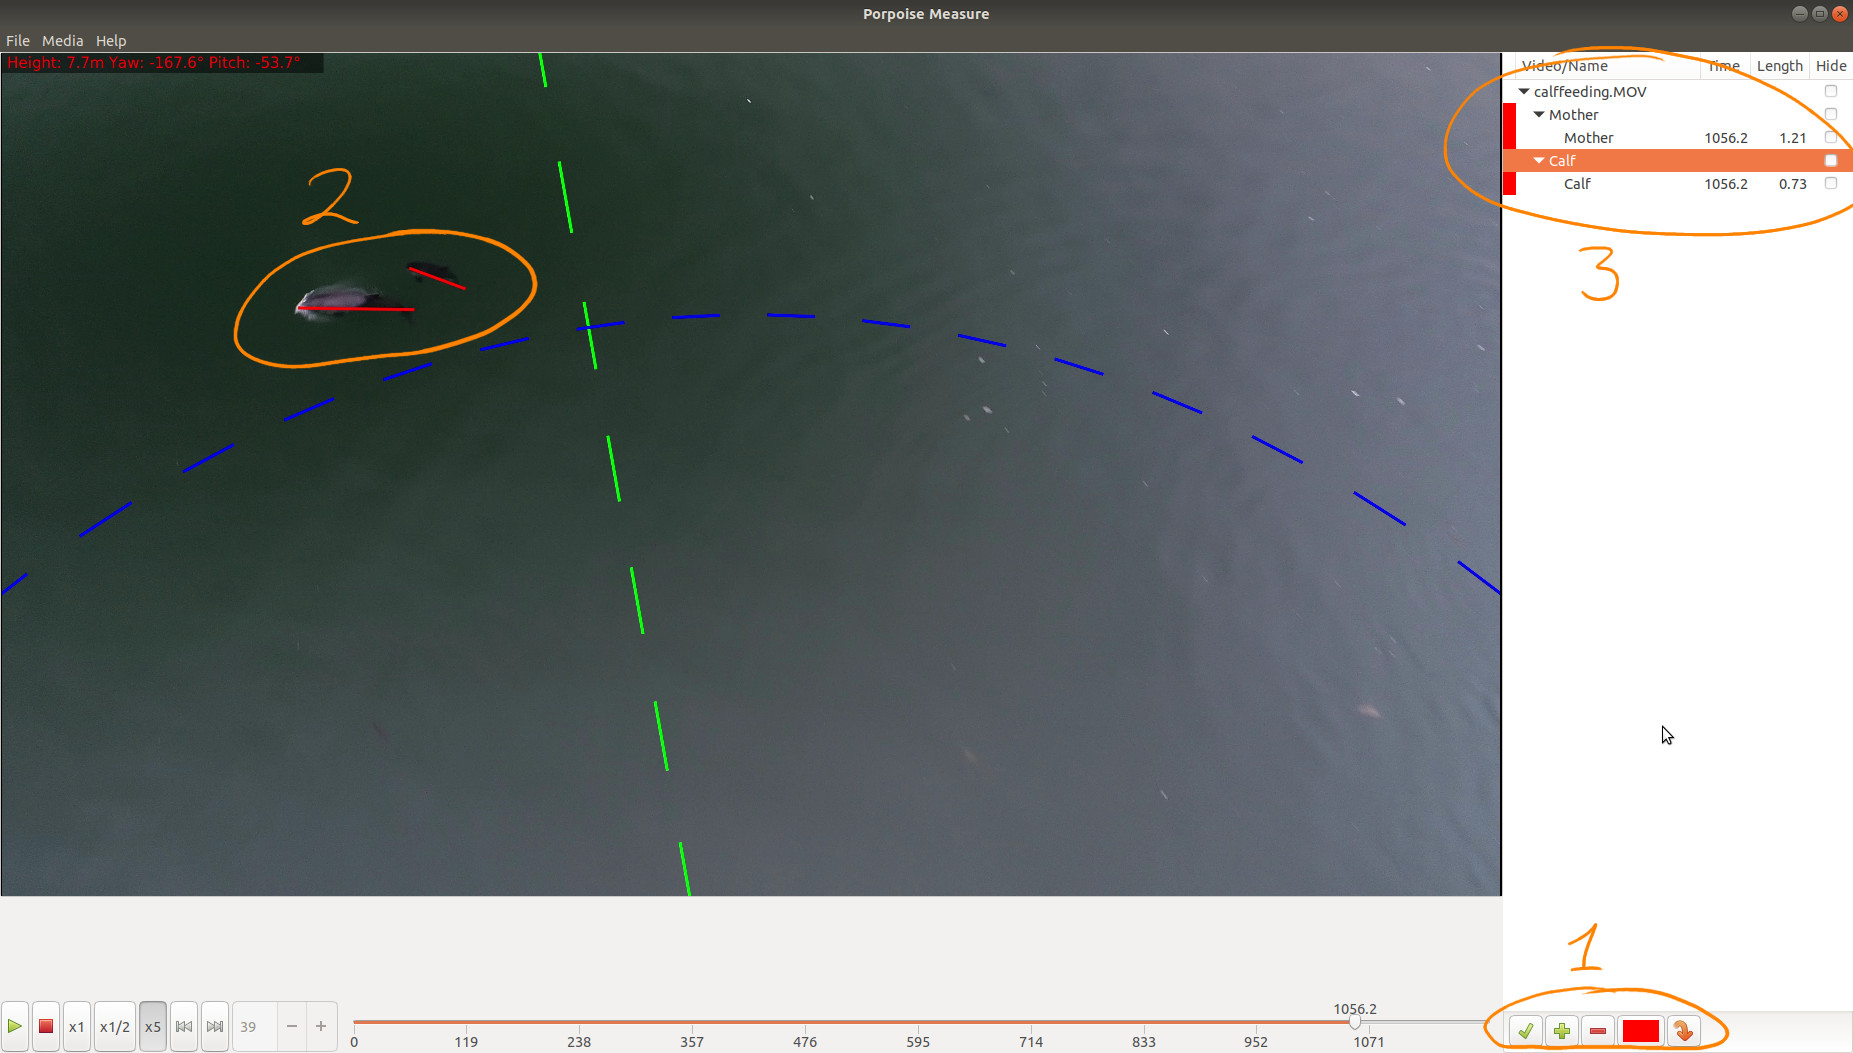 Porpoise Measure
File Media Help
Height: 7.7m Yaw: -167.6° Pitch: -53.7°
Video/Name Time Length Hide
calffeeding.MOV
Mother
Mother 1056.2 1.21
Calf
Calf 1056.2 0.73
2
3
1
1056.2
x1 x1/2 x5 39
0 119 238 357 476 595 714 833 952 1071